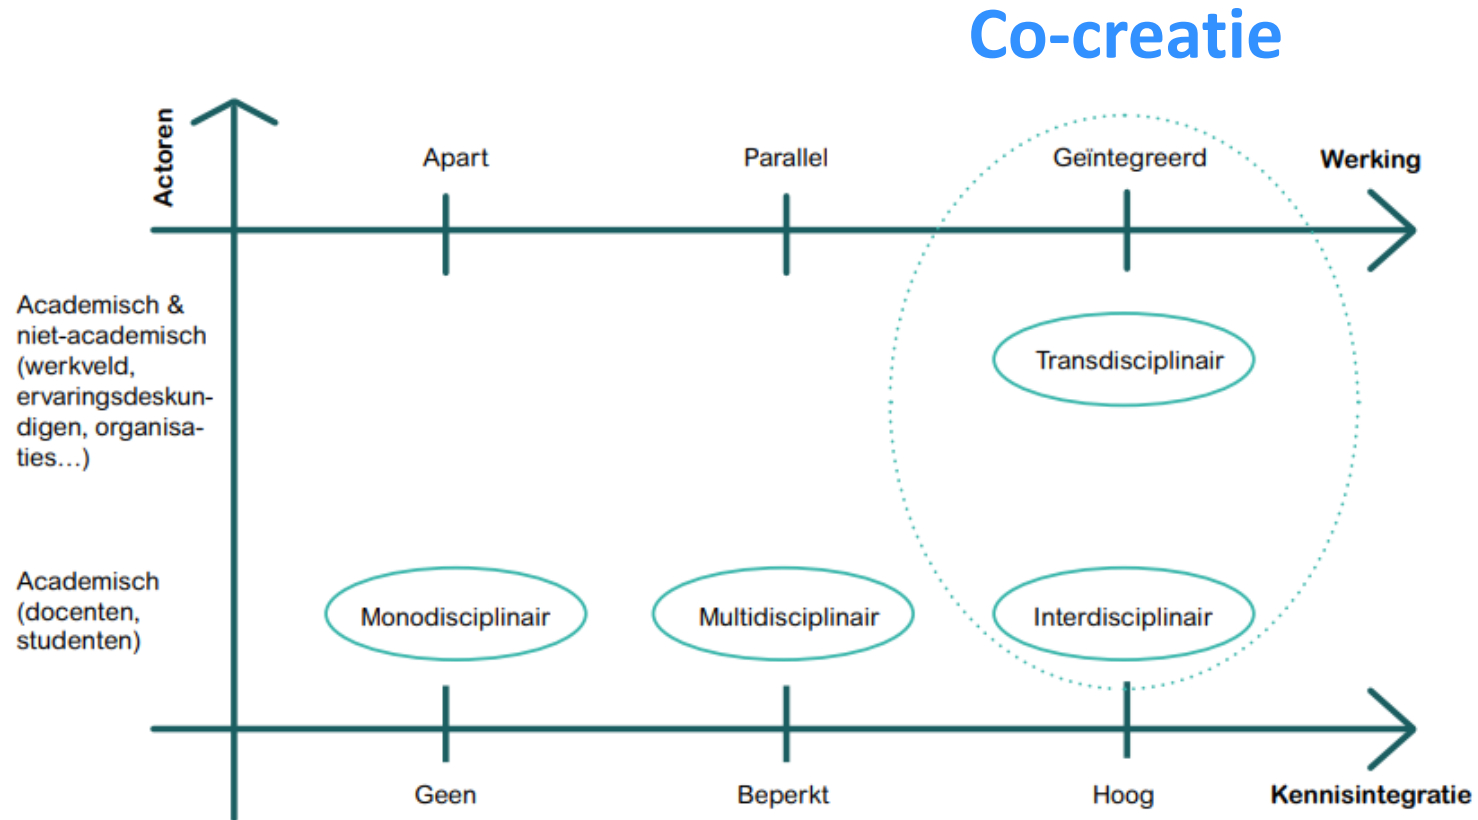 Co-creatie
Actoren
Apart
Parallel
Geïntegreerd
Werking
Academisch &
niet-academisch
(werkveld,
ervaringsdeskun-
digen, organisa-
ties…)
Transdisciplinair
Academisch
(docenten,
studenten)
Monodisciplinair
Multidisciplinair
Interdisciplinair
Geen
Beperkt
Hoog
Kennisintegratie